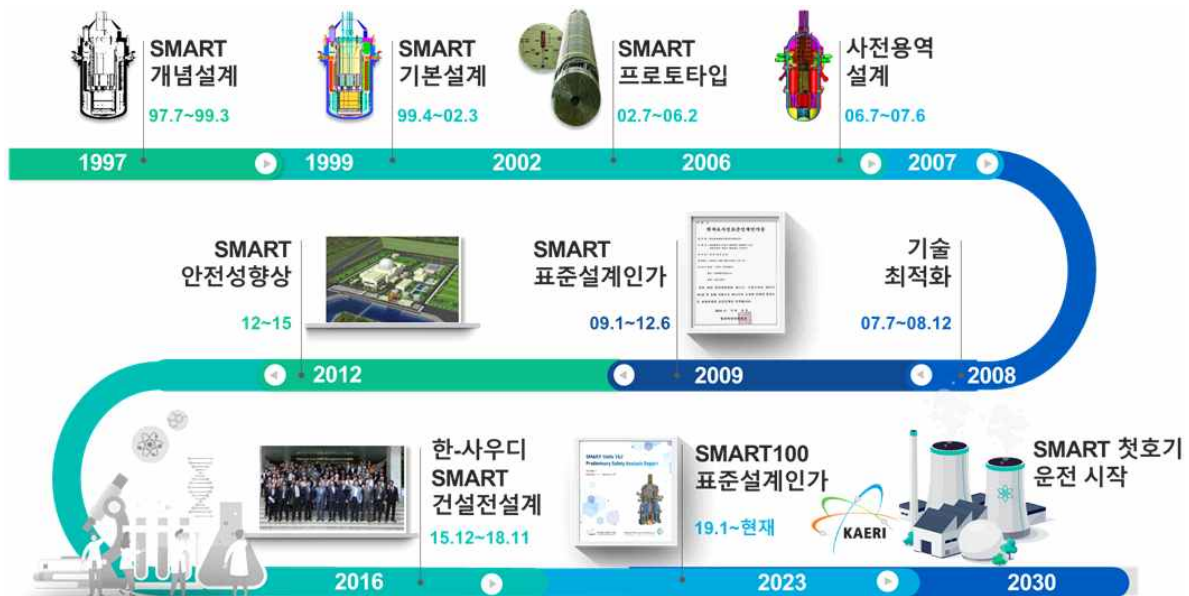 SMART
개념설계
97.7~99.3
SMART
기본설계
99.4~02.3
SMART
프로토타입
02.7~06.2
사전용역
설계
06.7~07.6
1997
1999
2002
2006
2007
SMART
안전성향상
12~15
SMART
표준설계인가
09.1~12.6
기술
최적화
07.7~08.12
2012
2009
2008
한-사우디
SMART
건설전설계
15.12~18.11
Preliminary Safety Analysis Report
SMART100
표준설계인가
19.1~현재
KAERI
SMART 첫호기
운전 시작
2016
2023
2030